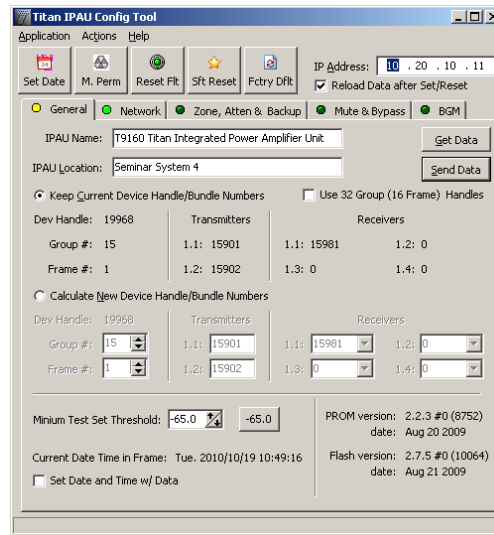 Titan IPAU Config Tool
Application Actions Help
Set Date M. Perm Reset Flt Sft Reset Fctry Dflt
IP Address: 10 . 20 . 10 . 11
Reload Data after Set/Reset
General Network Zone, Atten & Backup Mute & Bypass BGM
IPAU Name: T9160 Titan Integrated Power Amplifier Unit Get Data
IPAU Location: Seminar System 4 Send Data
Keep Current Device Handle/Bundle Numbers Use 32 Group (16 Frame) Handles
Dev Handle: 19968 Transmitters Receivers
Group #: 15 1.1: 15901 1.1: 15981 1.2: 0
Frame #: 1 1.2: 15902 1.3: 0 1.4: 0
Calculate New Device Handle/Bundle Numbers
Dev Handle: 19968 Transmitters Receivers
Group #: 15 1.1: 15901 1.1: 15981 1.2: 0
Frame #: 1 1.2: 15902 1.3: 0 1.4: 0
Minium Test Set Threshold: -65.0 -65.0
PROM version: 2.2.3 #0 (8752)
date: Aug 20 2009
Current Date Time in Frame: Tue. 2010/10/19 10:49:16
Flash version: 2.7.5 #0 (10064)
date: Aug 21 2009
Set Date and Time w/ Data